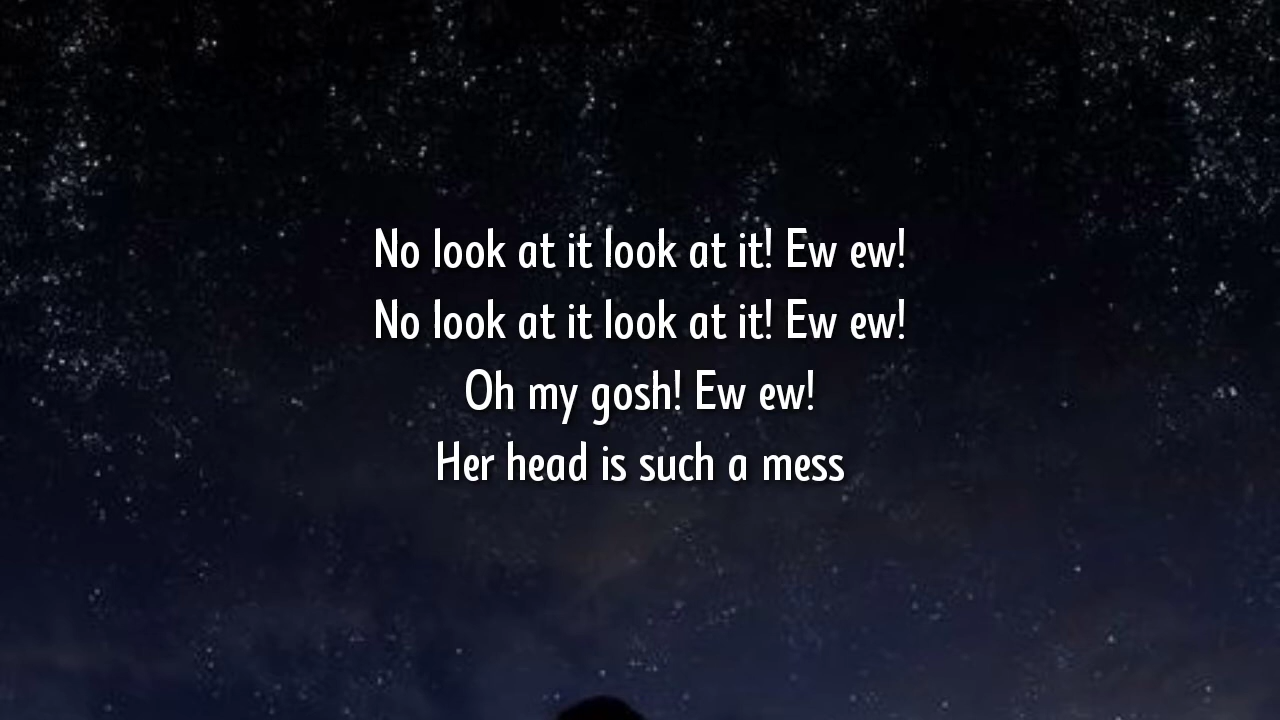 No look at it look at it! Ew ew!
No look at it look at it! Ew ew!
Oh my gosh! Ew ew!
Her head is such a mess